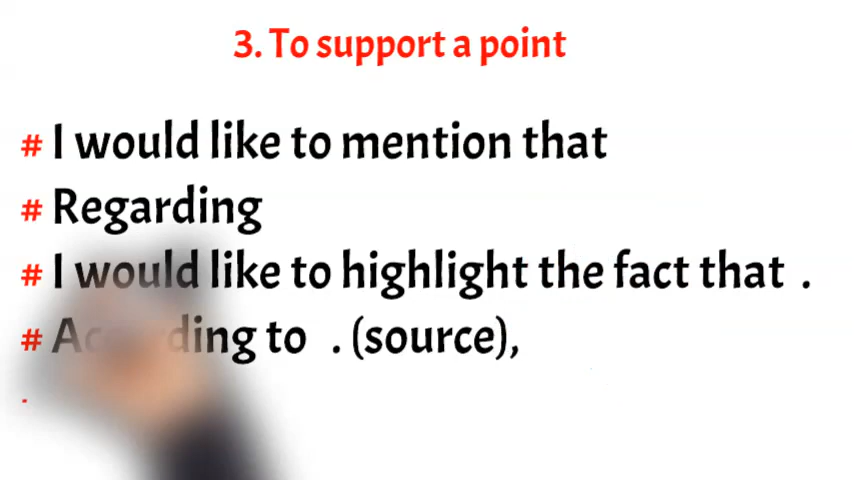 3. To support a point
# I would like to mention that
# Regarding
# I would like to highlight the fact that .
# According to . (source),